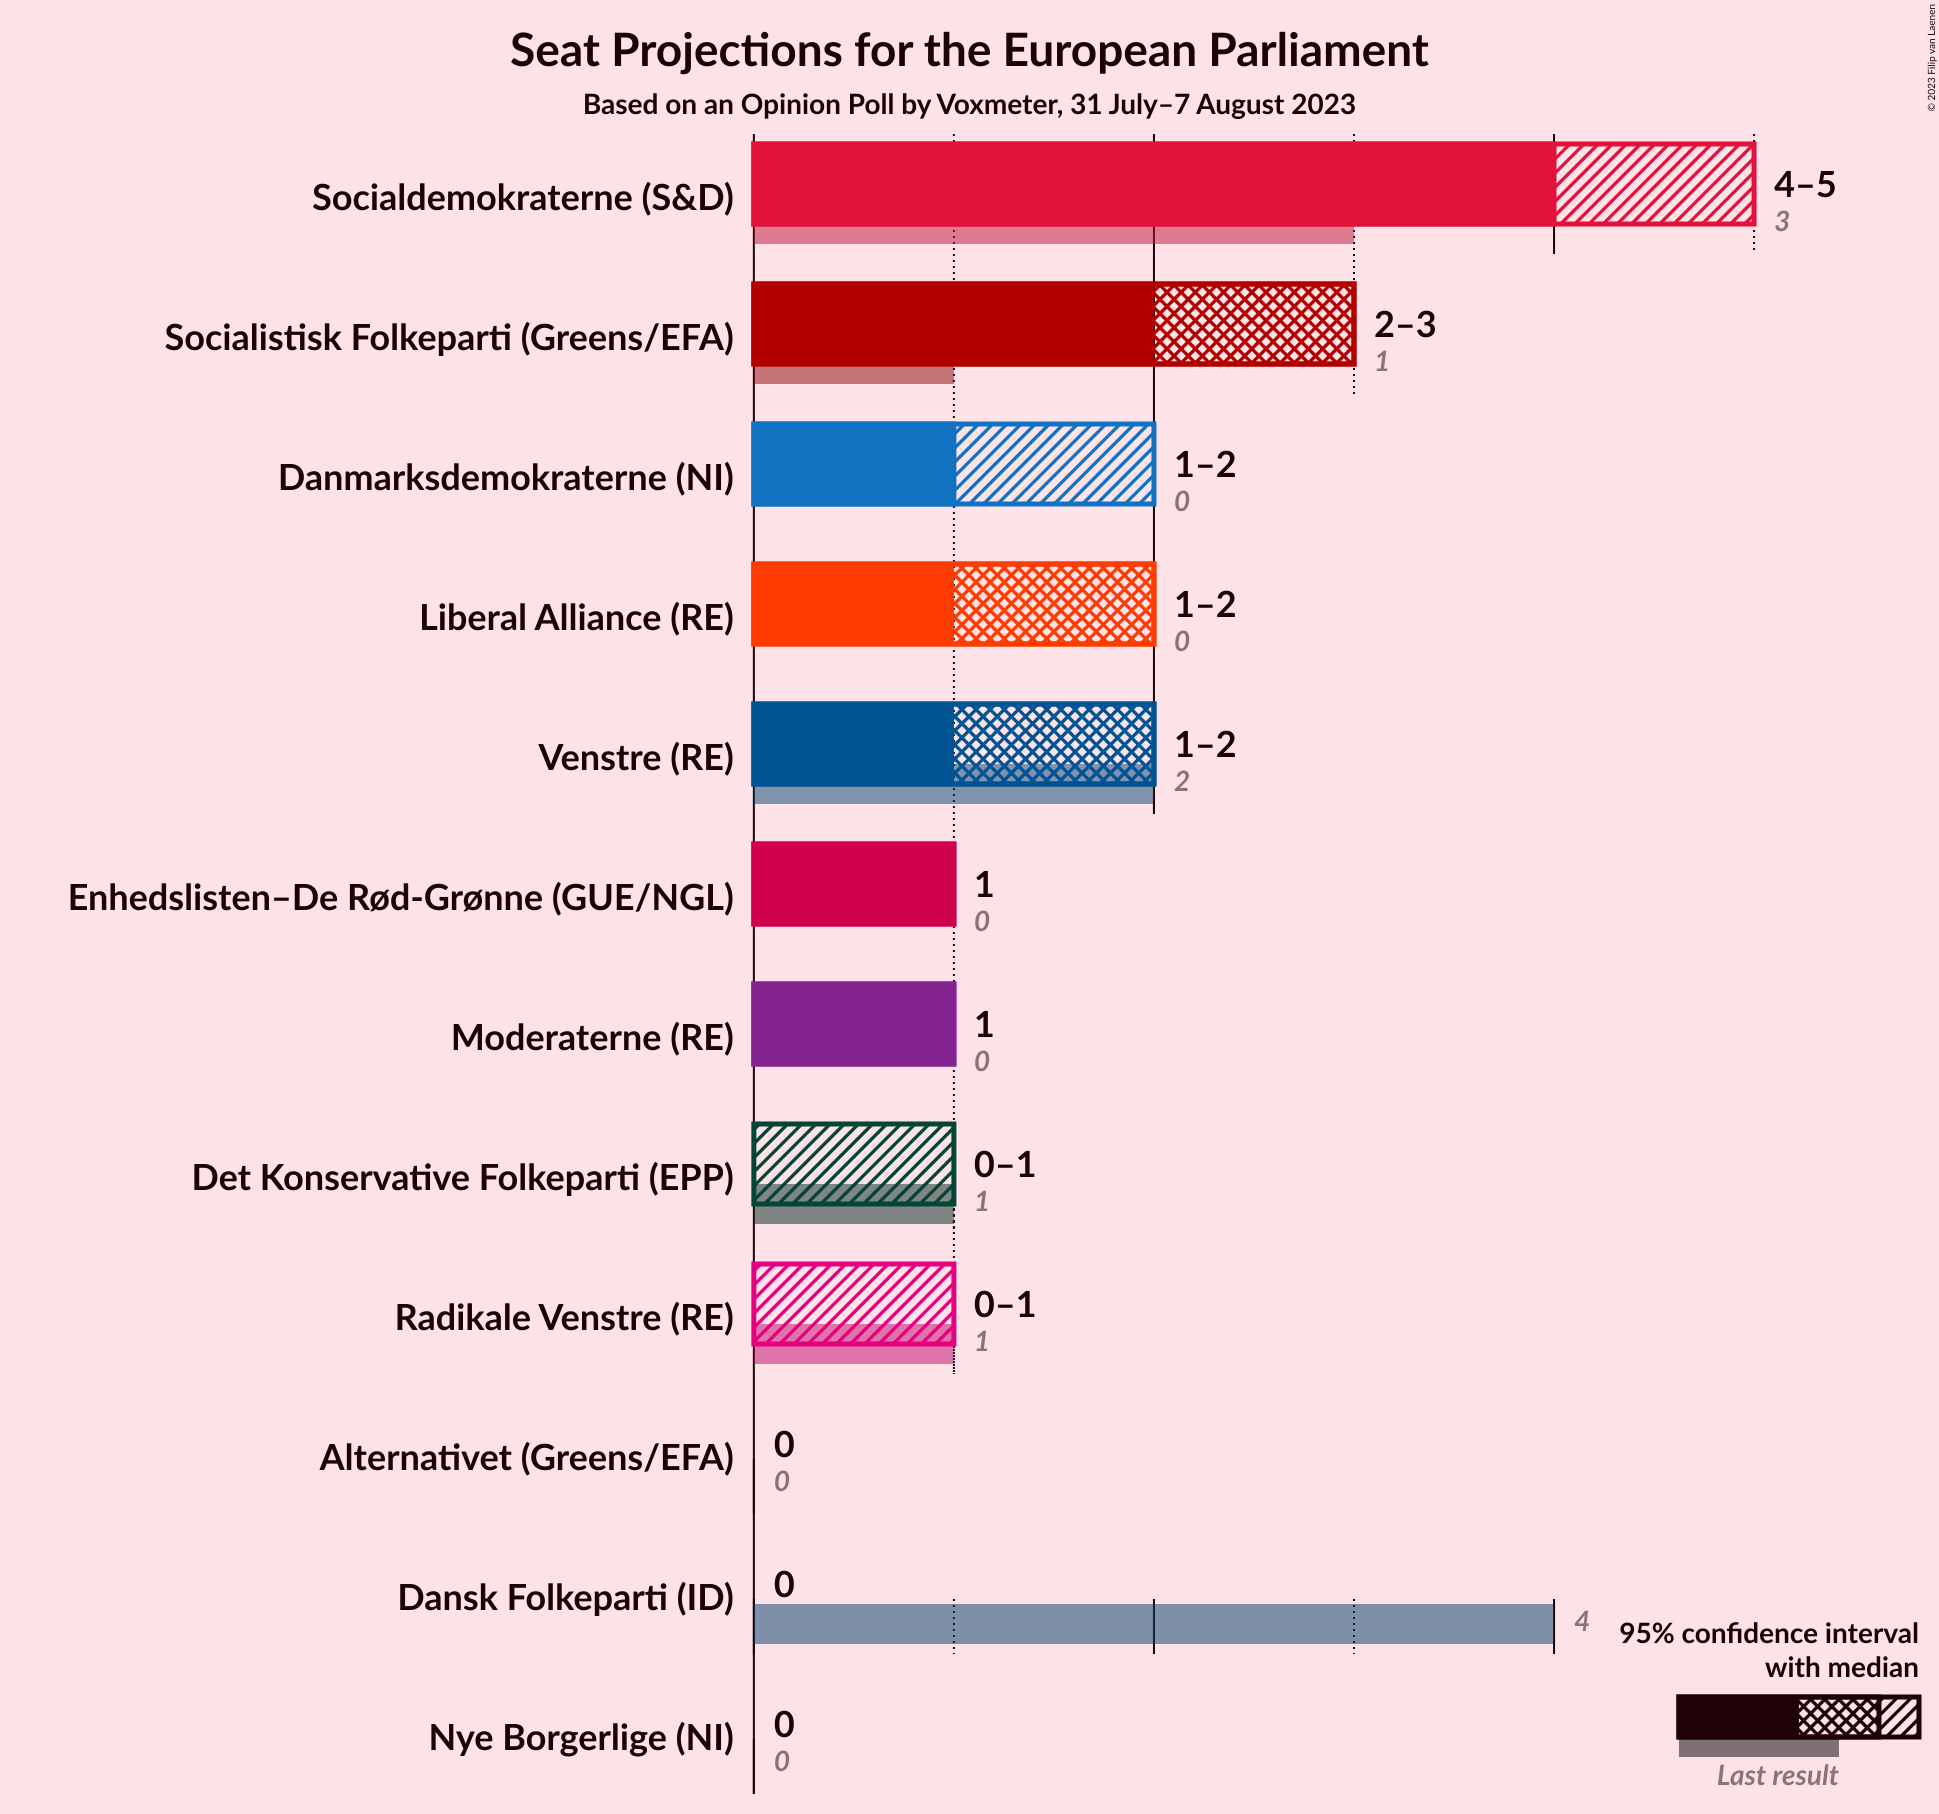 Seat Projections for the European Parliament
Based on an Opinion Poll by Voxmeter, 31 July–7 August 2023
© 2023 Filip van Laenen
Socialdemokraterne (S&D)
4–5
3
Socialistisk Folkeparti (Greens/EFA)
2–3
1
Danmarksdemokraterne (NI)
1–2
0
Liberal Alliance (RE)
1–2
0
Venstre (RE)
1–2
2
Enhedslisten–De Rød-Grønne (GUE/NGL)
1
0
Moderaterne (RE)
1
0
Det Konservative Folkeparti (EPP)
0–1
1
Radikale Venstre (RE)
0–1
1
Alternativet (Greens/EFA)
0
0
Dansk Folkeparti (ID)
0
4
Nye Borgerlige (NI)
0
0
95% confidence interval
with median
Last result